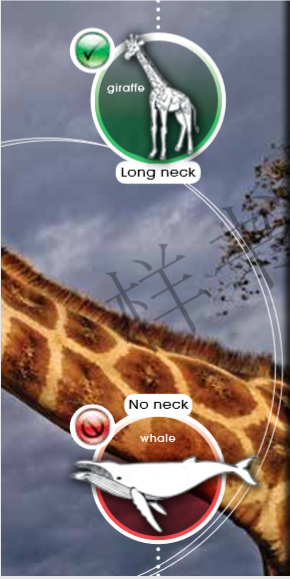 giraffe
Long neck
样
No neck
whale